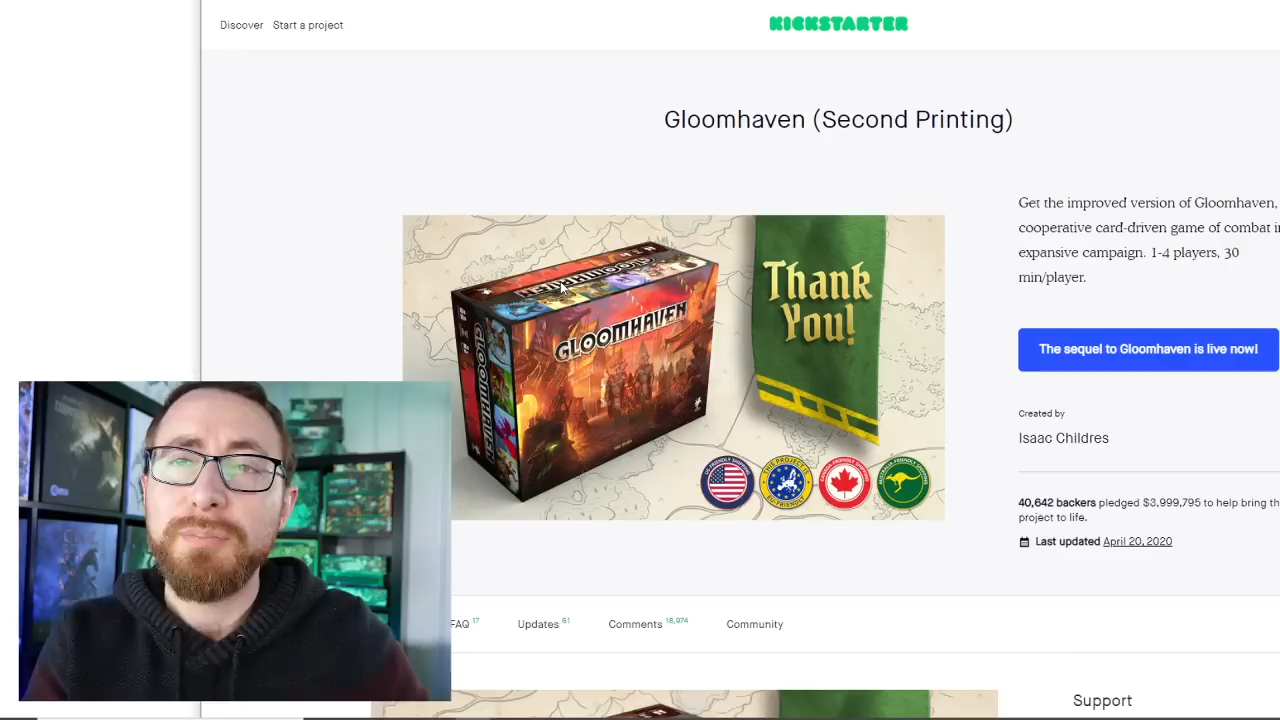 Discover Start a project
KICKSTARTER
Gloomhaven (Second Printing)
Get the improved version of Gloomhaven,
cooperative card-driven game of combat i
expansive campaign. 1-4 players, 30
min/player.
GLOOMHAVEN
GLOOMHAVEN
GLOOMHAVEN
Thank
You!
The sequel to Gloomhaven is live now!
Created by
Isaac Childres
40,642 backers pledged $3,999,795 to help bring th
project to life.
Last updated April 20, 2020
FAQ 17 Updates 61 Comments 18,974 Community
Support